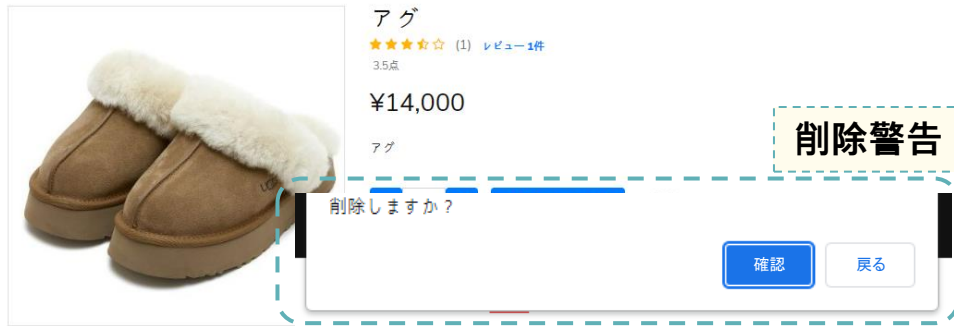 アグ
★★★☆☆ (1) レビュー1件
3.5点
¥14,000
アグ
削除警告
削除しますか？
確認 戻る